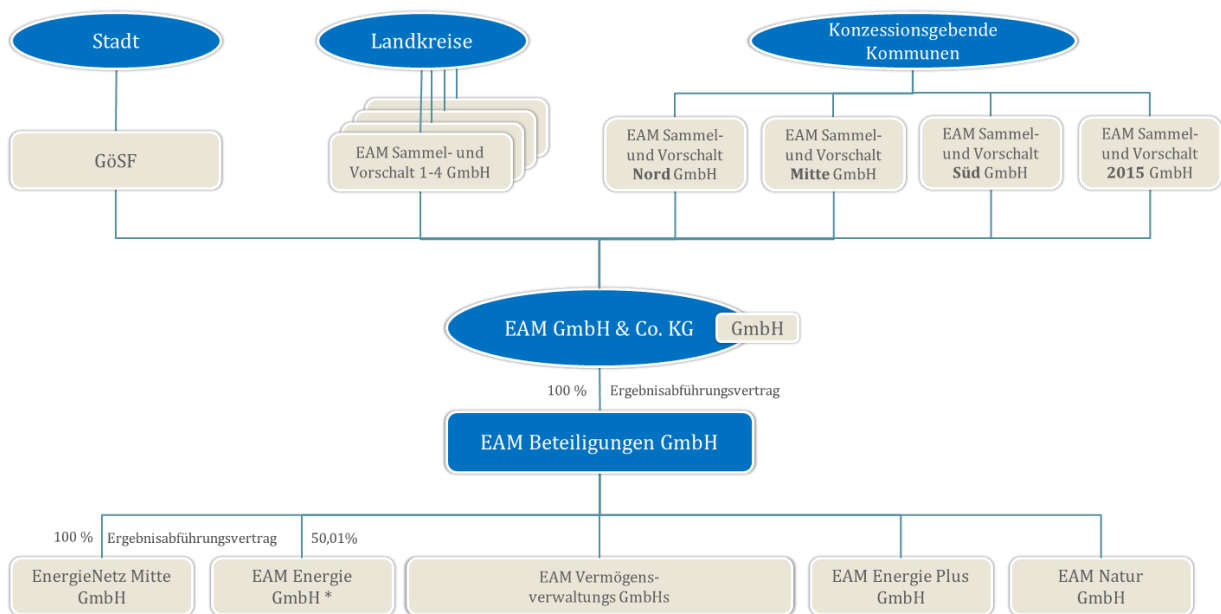 Stadt
Landkreise
Konzessionsgebende
Kommunen
GöSF
EAM Sammel- und
Vorschalt 1-4 GmbH
EAM Sammel-
und Vorschalt
Nord GmbH
EAM Sammel-
und Vorschalt
Mitte GmbH
EAM Sammel-
und Vorschalt
Süd GmbH
EAM Sammel-
und Vorschalt
2015 GmbH
EAM GmbH & Co. KG
GmbH
100 % Ergebnisabführungsvertrag
EAM Beteiligungen GmbH
100 % Ergebnisabführungsvertrag
50,01%
EnergieNetz Mitte
GmbH
EAM Energie
GmbH *
EAM Vermögens-
verwaltungs GmbHs
EAM Energie Plus
GmbH
EAM Natur
GmbH